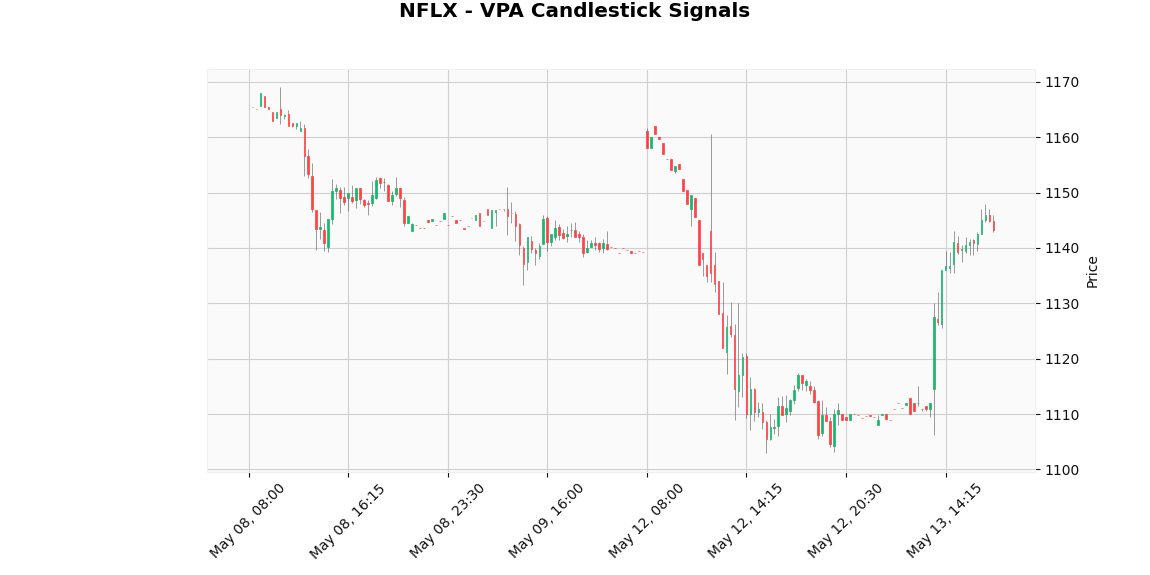 NFLX - VPA Candlestick Signals
1170
1160
1150
1140
1130
1120
1110
1100
Price
May 08, 08:00
May 08, 16:15
May 08, 23:30
May 09, 16:00
May 12, 08:00
May 12, 14:15
May 12, 20:30
May 13, 14:15